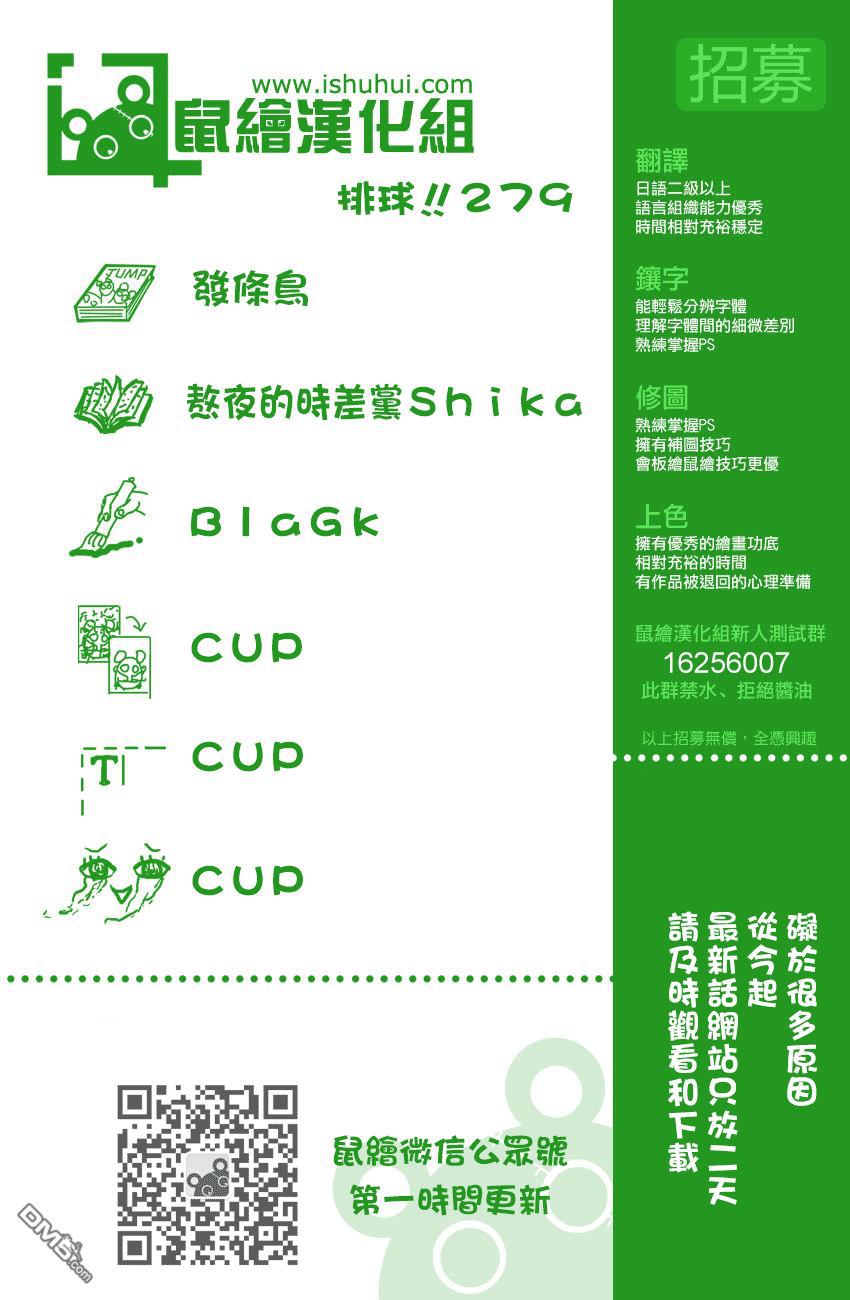 www.ishuhui.com
鼠繪漢化組
排球!!279
JUMP
發條鳥
熬夜的時差黨Shika
BlaGk
cup
T
cup
cup
鼠繪微信公眾號
第一時間更新
DM5.com
招募
翻譯
日語二級以上
語言組織能力優秀
時間相對充裕穩定
鑲字
能輕鬆分辨字體
理解字體間的細微差別
熟練掌握PS
修圖
熟練掌握PS
擁有補圖技巧
會板繪鼠繪技巧更優
上色
擁有優秀的繪畫功底
相對充裕的時間
有作品被退回的心理準備
鼠繪漢化組新人測試群
16256007
此群禁水、拒絕醬油
以上招募無償，全憑興趣
礙於很多原因
從今起
最新話網站只放二三天
請及時觀看和下載